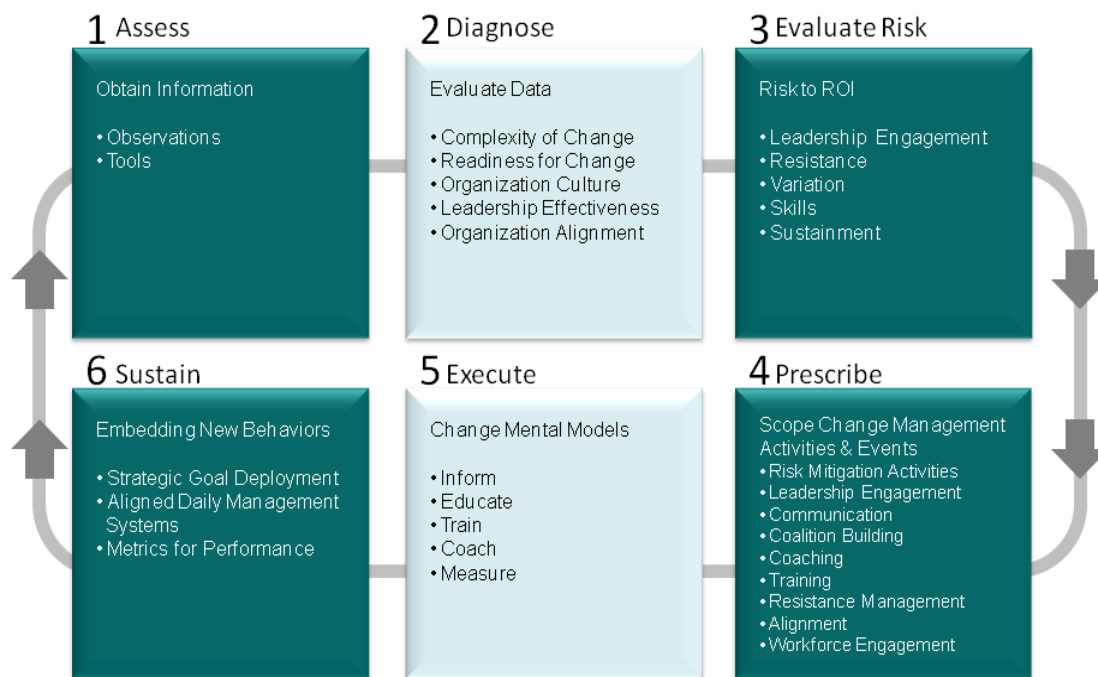 1 Assess
Obtain Information
• Observations
• Tools
2 Diagnose
Evaluate Data
• Complexity of Change
• Readiness for Change
• Organization Culture
• Leadership Effectiveness
• Organization Alignment
3 Evaluate Risk
Risk to ROI
• Leadership Engagement
• Resistance
• Variation
• Skills
• Sustainment
4 Prescribe
Scope Change Management
Activities & Events
• Risk Mitigation Activities
• Leadership Engagement
• Communication
• Coalition Building
• Coaching
• Training
• Resistance Management
• Alignment
• Workforce Engagement
5 Execute
Change Mental Models
• Inform
• Educate
• Train
• Coach
• Measure
6 Sustain
Embedding New Behaviors
• Strategic Goal Deployment
• Aligned Daily Management
Systems
• Metrics for Performance